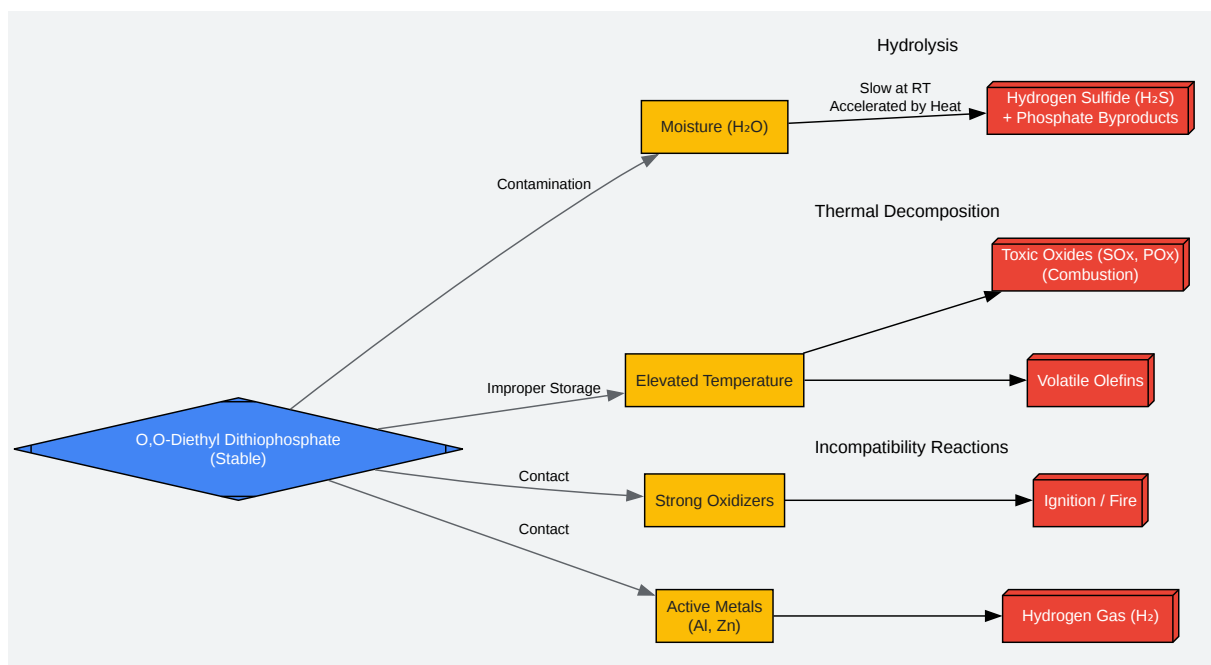 Hydrolysis
Slow at RT
Accelerated by Heat
Hydrogen Sulfide (H₂S)
+ Phosphate Byproducts
Moisture (H₂O)
Contamination
Thermal Decomposition
Toxic Oxides (SOx, POx)
(Combustion)
Elevated Temperature
Volatile Olefins
Improper Storage
O,O-Diethyl Dithiophosphate
(Stable)
Incompatibility Reactions
Contact
Strong Oxidizers
Ignition / Fire
Contact
Active Metals
(Al, Zn)
Hydrogen Gas (H₂)